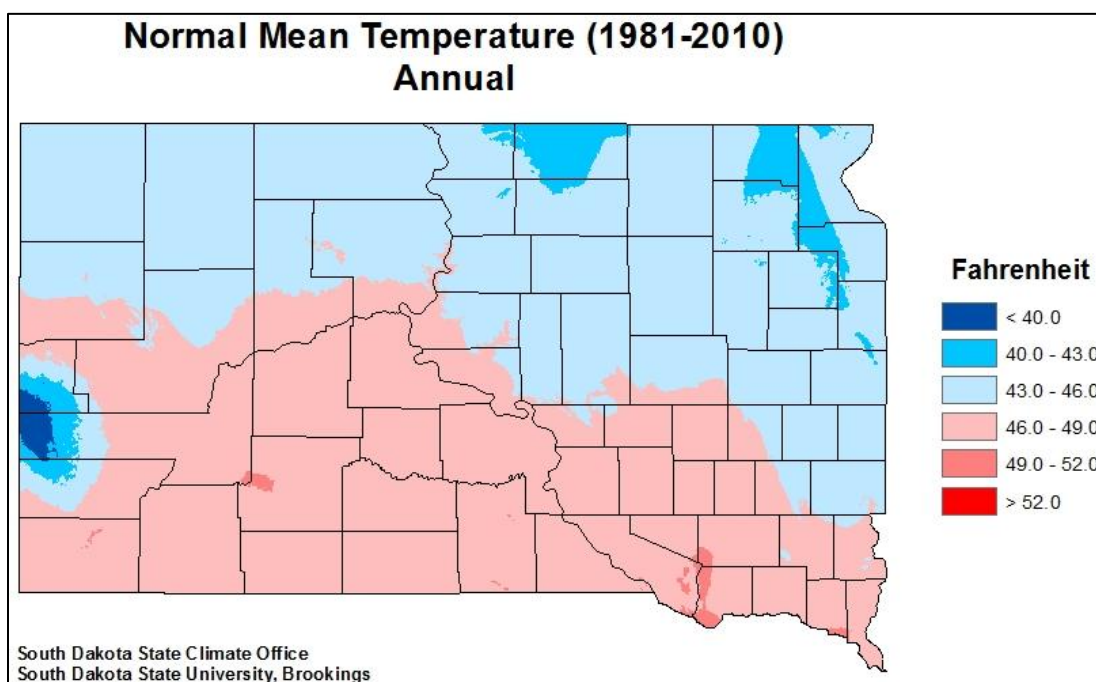 Normal Mean Temperature (1981-2010)
Annual
Fahrenheit
< 40.0
40.0 - 43.0
43.0 - 46.0
46.0 - 49.0
49.0 - 52.0
> 52.0
South Dakota State Climate Office
South Dakota State University, Brookings